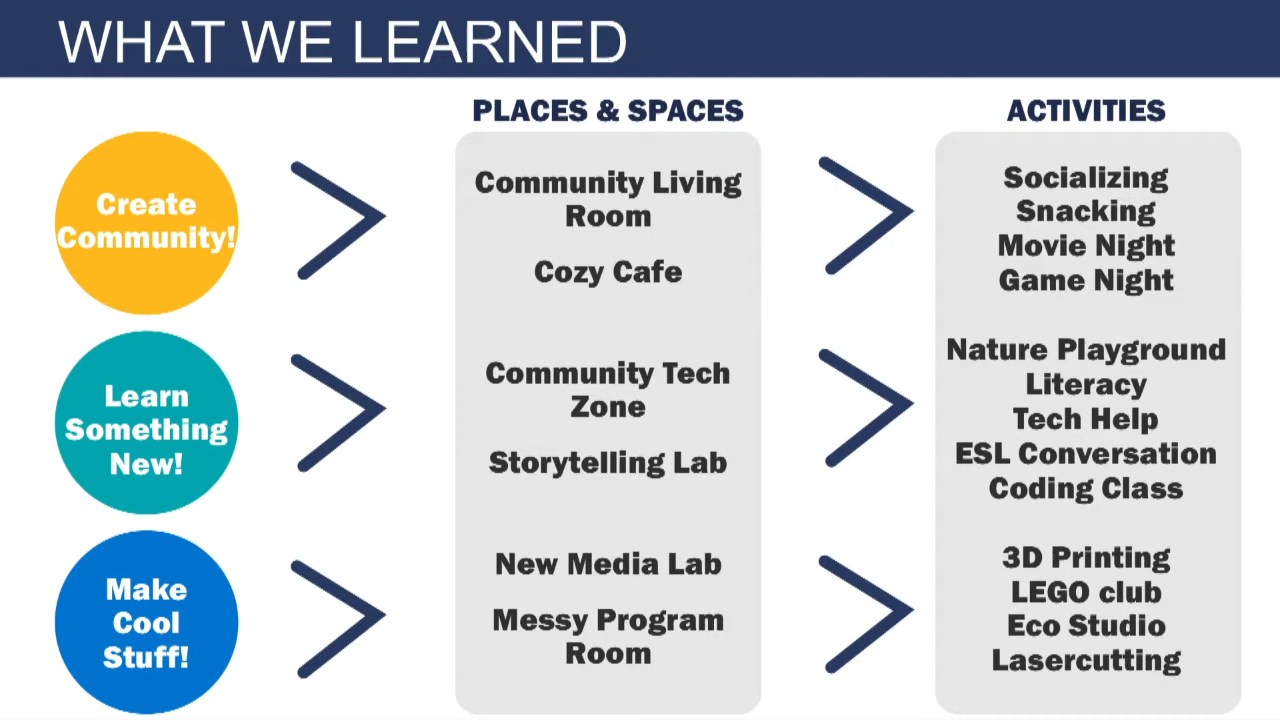 WHAT WE LEARNED
PLACES & SPACES
ACTIVITIES
Create
Community!
Community Living
Room
Cozy Cafe
Socializing
Snacking
Movie Night
Game Night
Learn
Something
New!
Community Tech
Zone
Storytelling Lab
Nature Playground
Literacy
Tech Help
ESL Conversation
Coding Class
Make
Cool
Stuff!
New Media Lab
Messy Program
Room
3D Printing
LEGO club
Eco Studio
Lasercutting